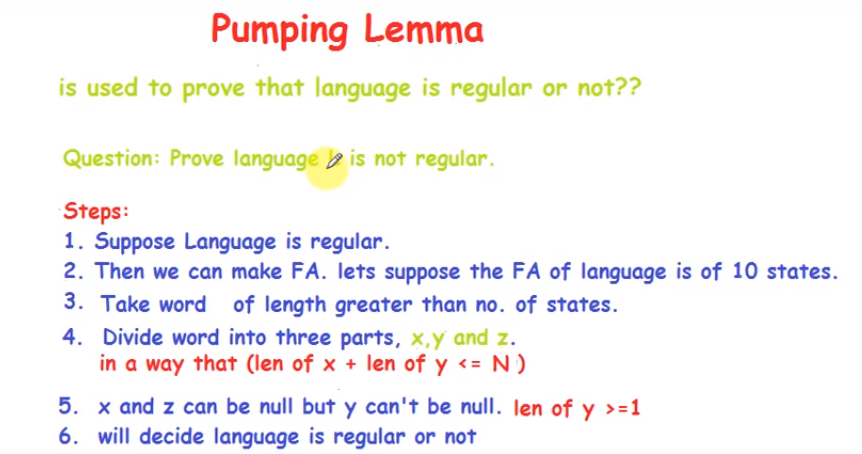 Pumping Lemma
is used to prove that language is regular or not??
Question: Prove language is not regular.
Steps:
1. Suppose Language is regular.
2. Then we can make FA. lets suppose the FA of language is of 10 states.
3. Take word of length greater than no. of states.
4. Divide word into three parts, x,y and z.
in a way that (len of x + len of y <= N )
5. x and z can be null but y can't be null. len of y >=1
6. will decide language is regular or not